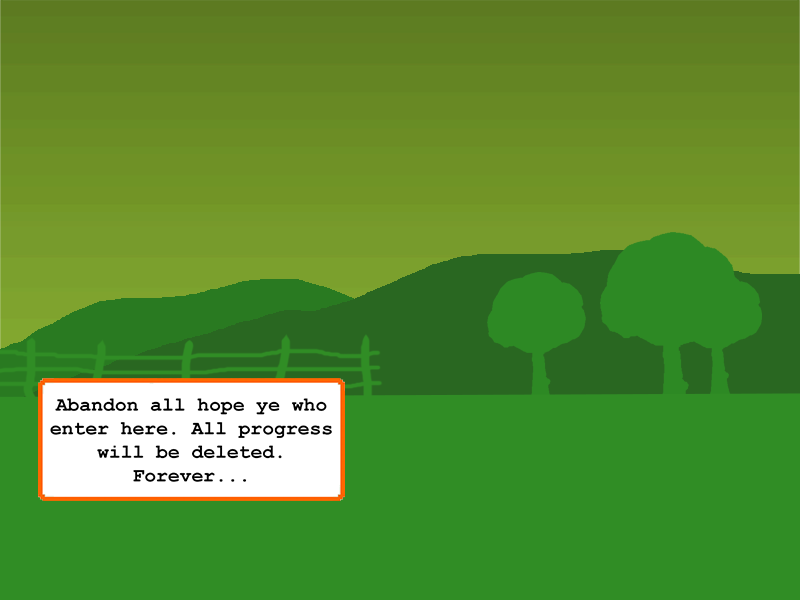 Abandon all hope ye who
enter here. All progress
will be deleted.
Forever...